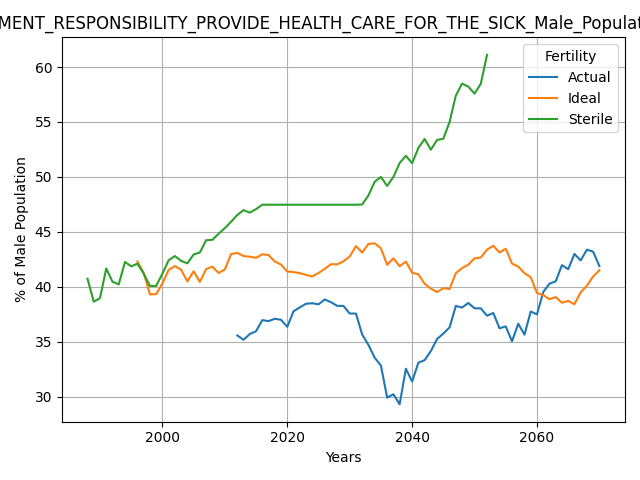 MENT_RESPONSIBILITY_PROVIDE_HEALTH_CARE_FOR_THE_SICK_Male_Populat
60
55
50
45
40
35
30
% of Male Population
Fertility
Actual
Ideal
Sterile
2000 2020 2040 2060
Years